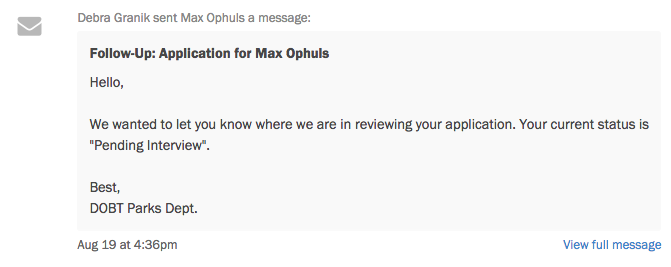 Debra Granik sent Max Ophuls a message:
Follow-Up: Application for Max Ophuls
Hello,
We wanted to let you know where we are in reviewing your application. Your current status is
"Pending Interview".
Best,
DOBT Parks Dept.
Aug 19 at 4:36pm
View full message